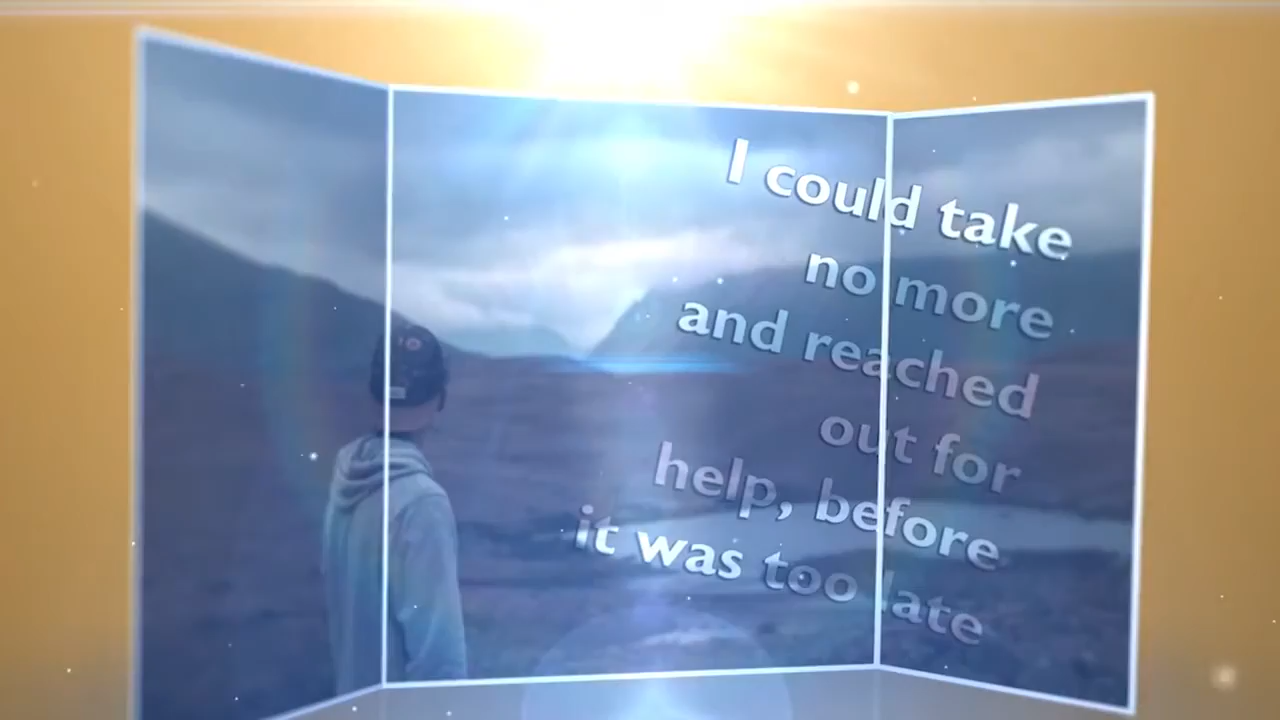 I could take
no more
and reached
out for
help, before
it was too late